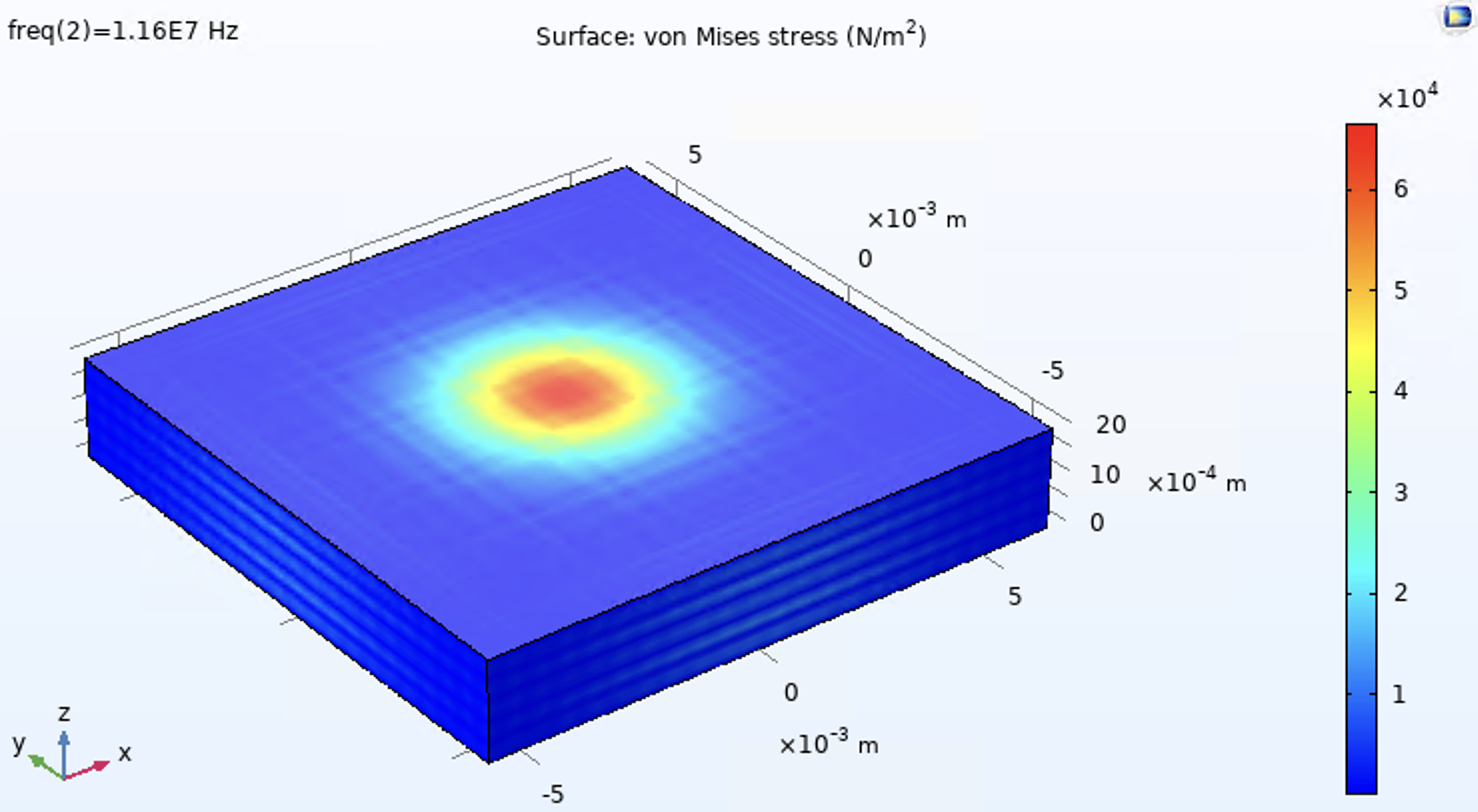 freq(2)=1.16E7 Hz
Surface: von Mises stress (N/m²)
×10⁴
5
×10⁻³ m
0
-5
20
10 ×10⁻⁴ m
0
5
0
×10⁻³ m
-5
6
5
4
3
2
1
z
y
x